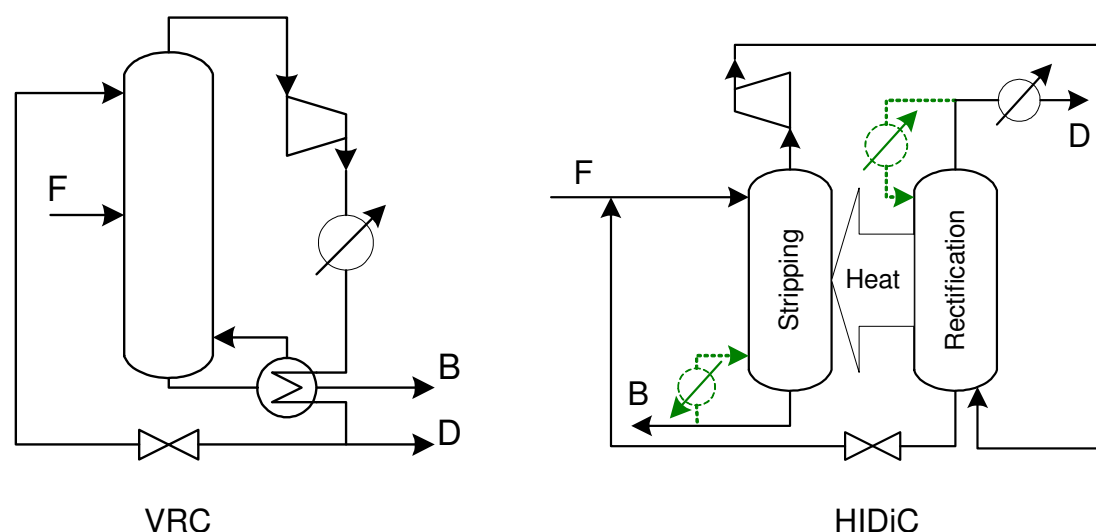 F
B
D
VRC
F
D
Stripping
Heat
Rectification
B
HIDiC